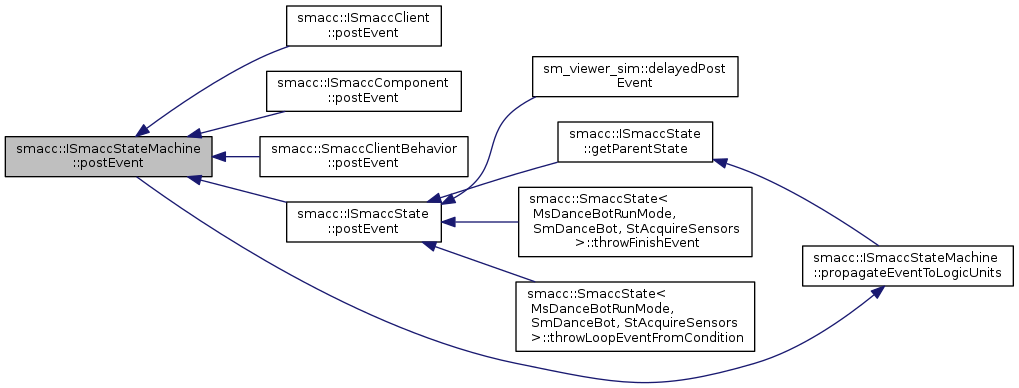 smacc::ISmaccClient
::postEvent
smacc::ISmaccComponent
::postEvent
smacc::ISmaccStateMachine
::postEvent
smacc::SmaccClientBehavior
::postEvent
smacc::ISmaccState
::postEvent
sm_viewer_sim::delayedPost
Event
smacc::ISmaccState
::getParentState
smacc::SmaccState<
MsDanceBotRunMode,
SmDanceBot, StAcquireSensors
>::throwFinishEvent
smacc::SmaccState<
MsDanceBotRunMode,
SmDanceBot, StAcquireSensors
>::throwLoopEventFromCondition
smacc::ISmaccStateMachine
::propagateEventToLogicUnits